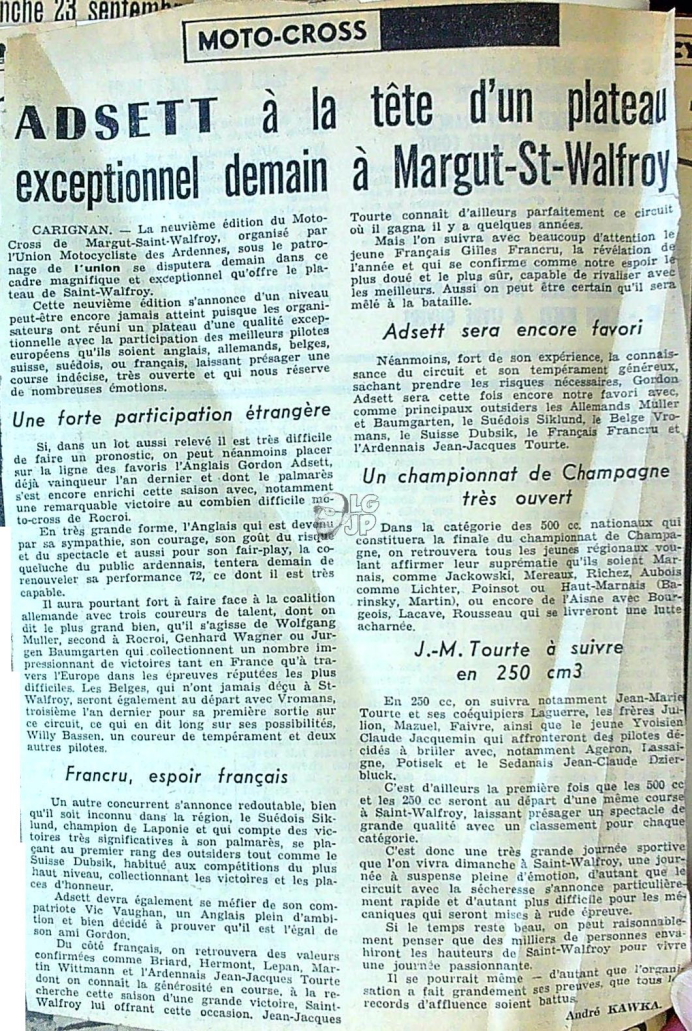 nche 23 septemb
MOTO-CROSS
ADSETT à la tête d'un plateau
exceptionnel demain à Margut-St-Walfroy
CARIGNAN. — La neuvième édition du Moto-
Cross de Margut-Saint-Walfroy, organisé par
l'Union Motocycliste des Ardennes, sous le patro-
nage de l'union se disputera demain dans ce
cadre magnifique et exceptionnel qu'offre le pla-
teau de Saint-Walfroy.
Cette neuvième édition s'annonce d'un niveau
peut-être encore jamais atteint puisque les organi-
sateurs ont réuni un plateau d'une qualité excep-
tionnelle avec la participation des meilleurs pilotes
européens qu'ils soient anglais, allemands, belges,
suisse, suédois, ou français, laissant présager une
course indécise, très ouverte et qui nous réserve
de nombreuses émotions.
Une forte participation étrangère
Si, dans un lot aussi relevé il est très difficile
de faire un pronostic, on peut néanmoins placer
sur la ligne des favoris l'Anglais Gordon Adsett,
déjà vainqueur l'an dernier et dont le palmarès
s'est encore enrichi cette saison avec, notamment
une remarquable victoire au combien difficile mo-
to-cross de Rocroi.
En très grande forme, l'Anglais qui est devenu
par sa sympathie, son courage, son goût du risque
et du spectacle et aussi pour son fair-play, la co-
queluche du public ardennais, tentera demain de
renouveler sa performance 72, ce dont il est très
capable.
Il aura pourtant fort à faire face à la coalition
allemande avec trois coureurs de talent, dont on
dit le plus grand bien, qu'il s'agisse de Wolfgang
Muller, second à Rocroi, Genhard Wagner ou Jur-
gen Baumgarten qui collectionnent un nombre im-
pressionnant de victoires tant en France qu'à tra-
vers l'Europe dans les épreuves réputées les plus
difficiles. Les Belges, qui n'ont jamais déçu à St-
Walfroy, seront également au départ avec Vromans,
troisième l'an dernier pour sa première sortie sur
ce circuit, ce qui en dit long sur ses possibilités,
Willy Bassen, un coureur de tempérament et deux
autres pilotes.
Francru, espoir français
Un autre concurrent s'annonce redoutable, bien
qu'il soit inconnu dans la région, le Suédois Sik-
lund, champion de Laponie et qui compte des vic-
toires très significatives à son palmarès, se pla-
çant au premier rang des outsiders tout comme le
Suisse Dubsik, habitué aux compétitions du plus
haut niveau, collectionnant les victoires et les pla-
ces d'honneur.
Adsett devra également se méfier de son com-
patriote Vic Vaughan, un Anglais plein d'ambi-
tion et bien décidé à prouver qu'il est l'égal de
son ami Gordon.
Du côté français, on retrouvera des valeurs
confirmées comme Briard, Hermont, Lepan, Mar-
tin Wittmann et l'Ardennais Jean-Jacques Tourte
dont on connaît la générosité en course, à la re-
cherche cette saison d'une grande victoire, Saint-
Walfroy lui offrant cette occasion. Jean-Jacques
Tourte connaît d'ailleurs parfaitement ce circuit
où il gagna il y a quelques années.
Mais l'on suivra avec beaucoup d'attention le
jeune Français Gilles Francru, la révélation de
l'année et qui se confirme comme notre espoir le
plus doué et le plus sûr, capable de rivaliser avec
les meilleurs. Aussi on peut être certain qu'il sera
mêlé à la bataille.
Adsett sera encore favori
Néanmoins, fort de son expérience, la connais-
sance du circuit et son tempérament généreux,
sachant prendre les risques nécessaires, Gordon
Adsett sera cette fois encore notre favori avec,
comme principaux outsiders les Allemands Muller
et Baumgarten, le Suédois Siklund, le Belge Vro-
mans, le Suisse Dubsik, le Français Francru et
l'Ardennais Jean-Jacques Tourte.
Un championnat de Champagne
très ouvert
Dans la catégorie des 500 cc. nationaux qui
constituera la finale du championnat de Champa-
gne, on retrouvera tous les jeunes régionaux vou-
lant affirmer leur suprématie qu'ils soient Mar-
nais, comme Jackowski, Mereaux, Richez, Aubois
comme Lichter, Poinsot ou Haut-Marnais (Ba-
rinsky, Martin), ou encore de l'Aisne avec Bour-
geois, Lacave, Rousseau qui se livreront une lutte
acharnée.
J.-M. Tourte à suivre
en 250 cm3
En 250 cc, on suivra notamment Jean-Marie
Tourte et ses coéquipiers Laguerre, les frères Jul-
lion, Mazuel, Faivre, ainsi que le jeune Yvoisien
Claude Jacquemin qui affronteront des pilotes dé-
cidés à briller avec, notamment Ageron, Lassai-
gne, Potisek et le Sedanais Jean-Claude Dzier-
bluck.
C'est d'ailleurs la première fois que les 500 cc
et les 250 cc seront au départ d'une même course
à Saint-Walfroy, laissant présager un spectacle de
grande qualité avec un classement pour chaque
catégorie.
C'est donc une très grande journée sportive
que l'on vivra dimanche à Saint-Walfroy, une jour-
née à suspense pleine d'émotion, d'autant que le
circuit avec la sécheresse s'annonce particulière-
ment rapide et d'autant plus difficile pour les mé-
caniques qui seront mises à rude épreuve.
Si le temps reste beau, on peut raisonnable-
ment penser que des milliers de personnes enva-
hiront les hauteurs de Saint-Walfroy pour vivre
une journée passionnante.
Il se pourrait même — d'autant que l'organi-
sation a fait grandement ses preuves, que tous les
records d'affluence soient battus.
André KAWKA.
LG
JP